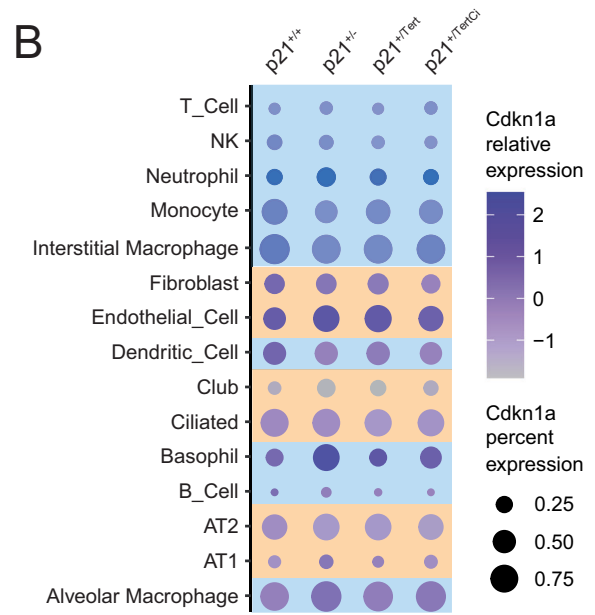 B
p21+/+
p21+/-
p21+/Tert
p21+/TertCi
T_Cell
NK
Neutrophil
Monocyte
Interstitial Macrophage
Fibroblast
Endothelial_Cell
Dendritic_Cell
Club
Ciliated
Basophil
B_Cell
AT2
AT1
Alveolar Macrophage
Cdkn1a
relative
expression
2
1
0
−1
Cdkn1a
percent
expression
0.25
0.50
0.75